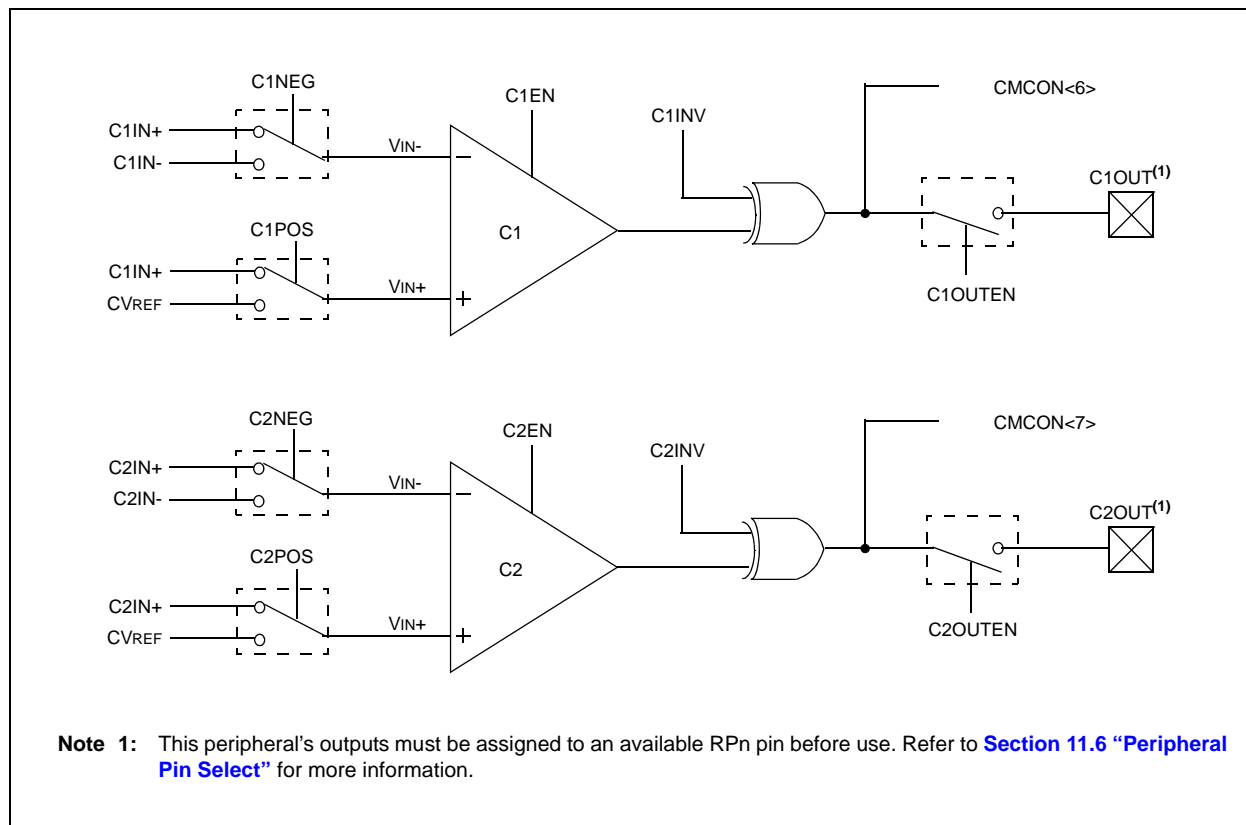 C1NEG
C1EN
CMCON<6>
C1INV
C1IN+
VIN-
C1IN-
–
C1OUT(1)
C1POS
C1
C1IN+
VIN+
CVREF
+
C1OUTEN
C2NEG
C2EN
CMCON<7>
C2INV
C2IN+
VIN-
C2IN-
–
C2OUT(1)
C2POS
C2
C2IN+
VIN+
CVREF
+
C2OUTEN
Note 1: This peripheral’s outputs must be assigned to an available RPn pin before use. Refer to Section 11.6 “Peripheral
Pin Select” for more information.